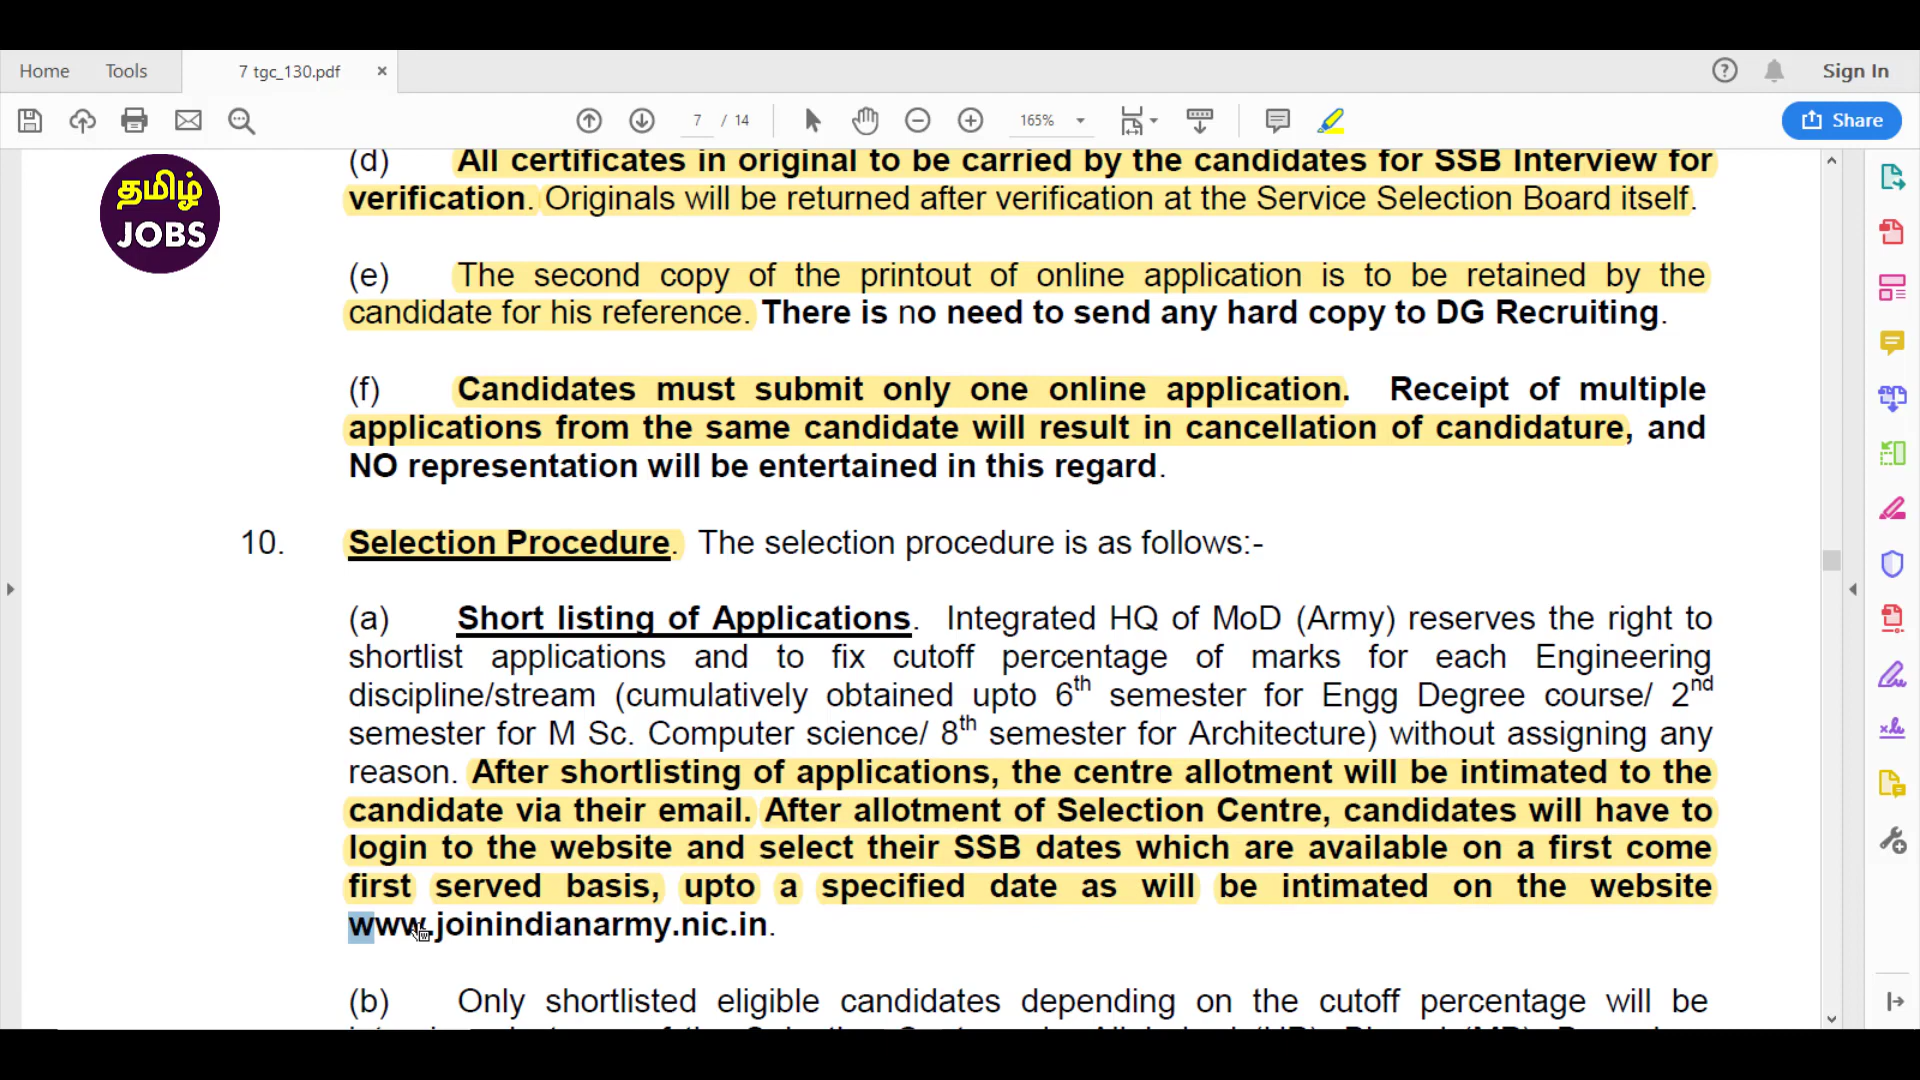 Home Tools 7 tgc_130.pdf × Sign In
7 / 14 165% Share
தமிழ்
JOBS
(d) All certificates in original to be carried by the candidates for SSB Interview for
verification. Originals will be returned after verification at the Service Selection Board itself.
(e) The second copy of the printout of online application is to be retained by the
candidate for his reference. There is no need to send any hard copy to DG Recruiting.
(f) Candidates must submit only one online application. Receipt of multiple
applications from the same candidate will result in cancellation of candidature, and
NO representation will be entertained in this regard.
10. Selection Procedure. The selection procedure is as follows:-
(a) Short listing of Applications. Integrated HQ of MoD (Army) reserves the right to
shortlist applications and to fix cutoff percentage of marks for each Engineering
discipline/stream (cumulatively obtained upto 6th semester for Engg Degree course/ 2nd
semester for M Sc. Computer science/ 8th semester for Architecture) without assigning any
reason. After shortlisting of applications, the centre allotment will be intimated to the
candidate via their email. After allotment of Selection Centre, candidates will have to
login to the website and select their SSB dates which are available on a first come
first served basis, upto a specified date as will be intimated on the website
www.joinindianarmy.nic.in.
(b) Only shortlisted eligible candidates depending on the cutoff percentage will be